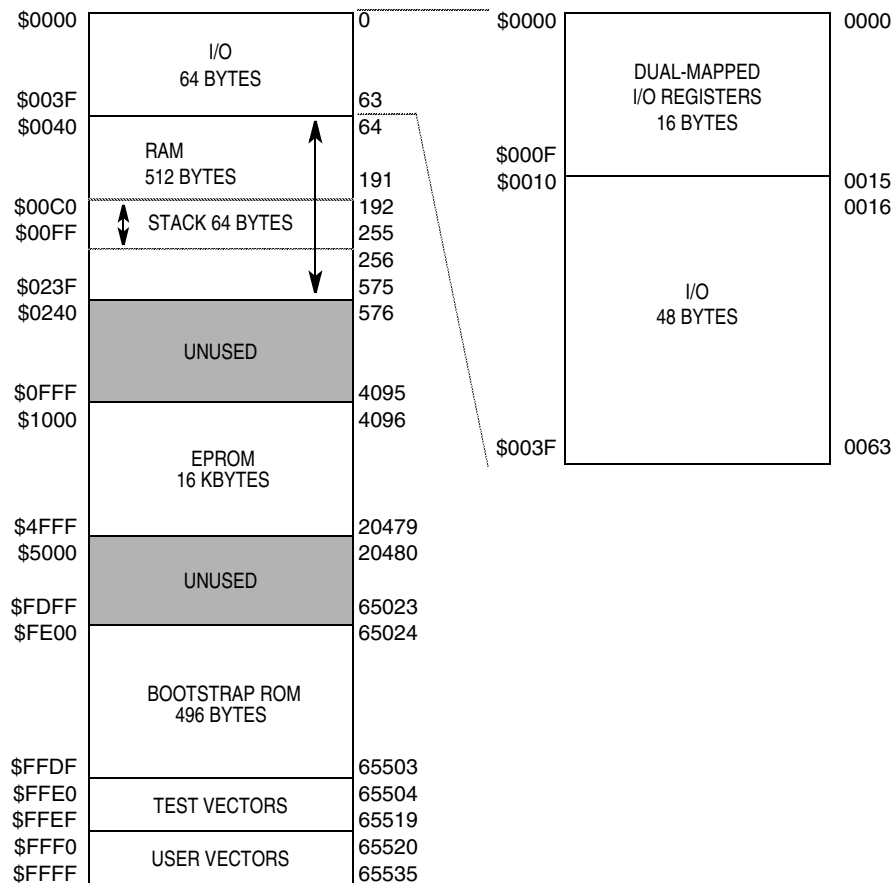 $0000 0
I/O
64 BYTES
$003F 63
$0040 64
RAM
512 BYTES
191
$00C0 192
STACK 64 BYTES
$00FF 255
256
$023F 575
$0240 576
UNUSED
$0FFF 4095
$1000 4096
EPROM
16 KBYTES
$4FFF 20479
$5000 20480
UNUSED
$FDFF 65023
$FE00 65024
BOOTSTRAP ROM
496 BYTES
$FFDF 65503
$FFE0 65504
TEST VECTORS
$FFEF 65519
$FFF0 65520
USER VECTORS
$FFFF 65535
$0000 0000
DUAL-MAPPED
I/O REGISTERS
16 BYTES
$000F
$0010 0015
0016
I/O
48 BYTES
$003F 0063